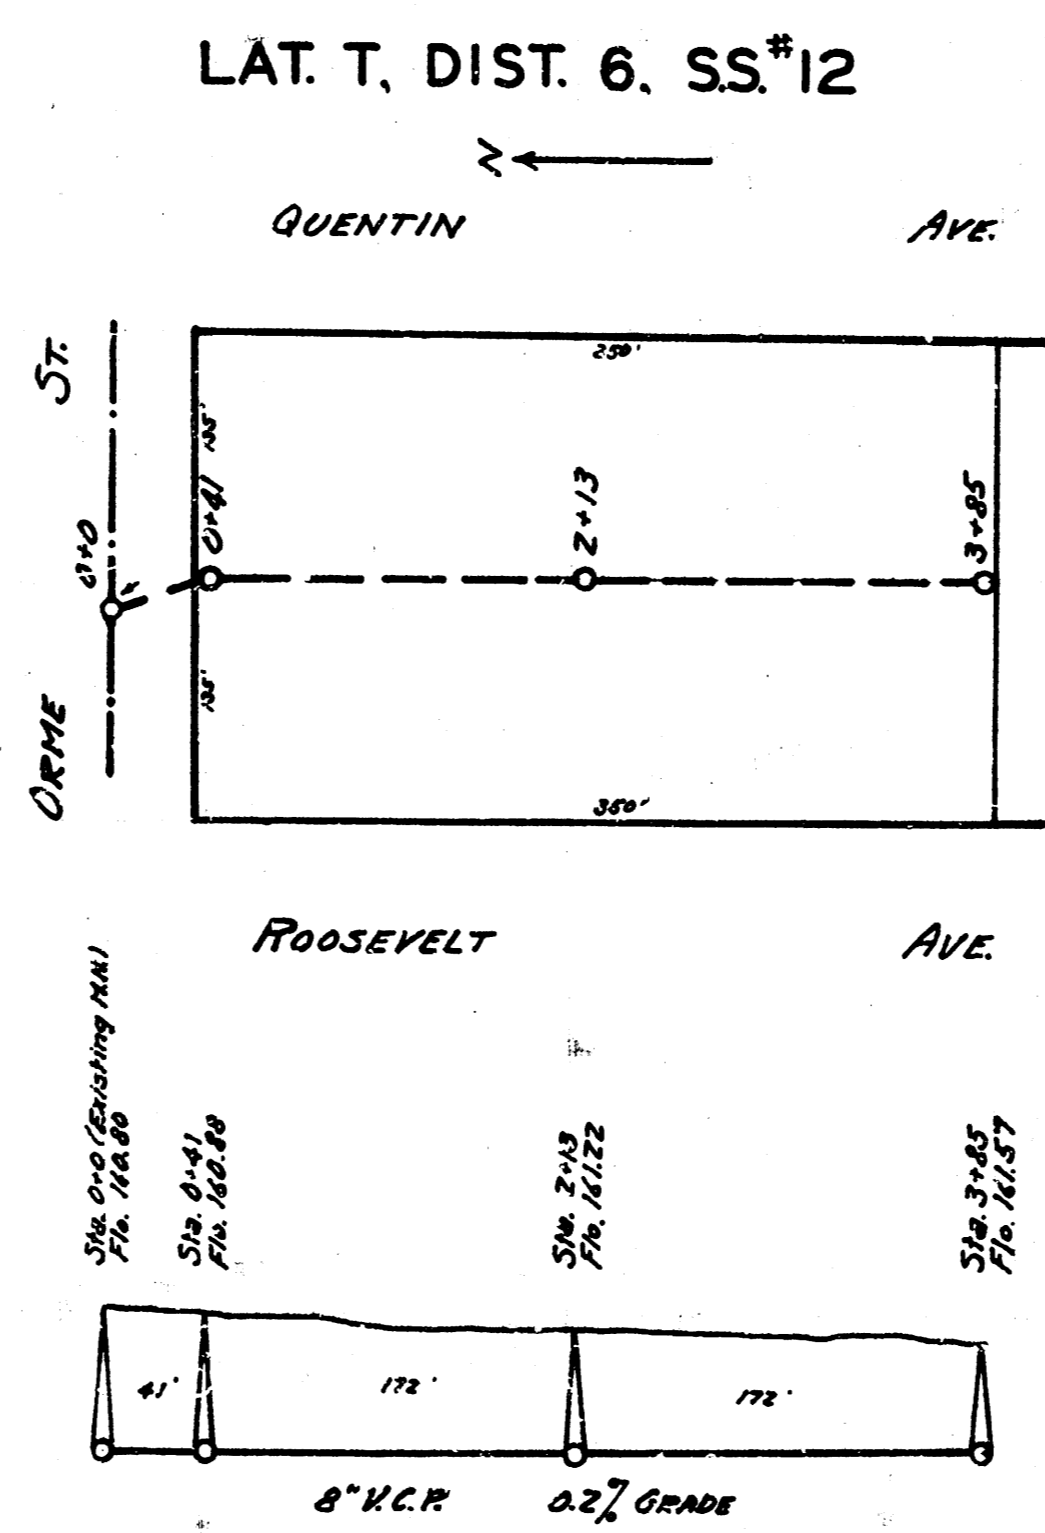 LAT. T, DIST. 6, S.S.#12
N
QUENTIN AVE.
ORME ST.
250'
135'
0+0
0+41
2+13
3+85
135'
350'
ROOSEVELT AVE.
Sta. 0+0 (Existing M.H.)
Flo. 160.80
Sta. 0+41
Flo. 160.88
Sta. 2+13
Flo. 161.22
Sta. 3+85
Flo. 161.57
41'
172'
172'
8" V.C.P. 0.2% GRADE